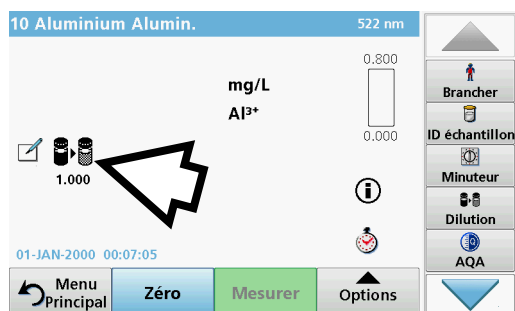 10 Aluminium Alumin.
522 nm
0.800
mg/L
Al³⁺
0.000
1.000
01-JAN-2000 00:07:05
Menu
Principal
Zéro
Mesurer
Options
Brancher
ID échantillon
Minuteur
Dilution
AQA